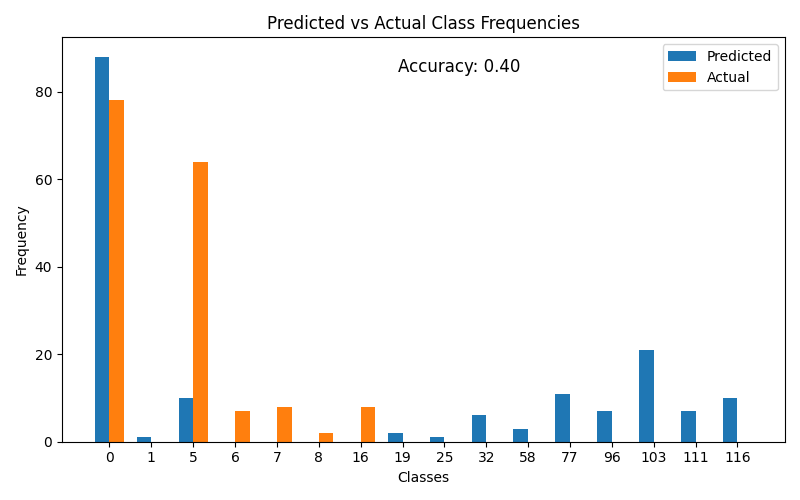 Predicted vs Actual Class Frequencies
Accuracy: 0.40
Predicted
Actual
Frequency
80
60
40
20
0
0 1 5 6 7 8 16 19 25 32 58 77 96 103 111 116
Classes